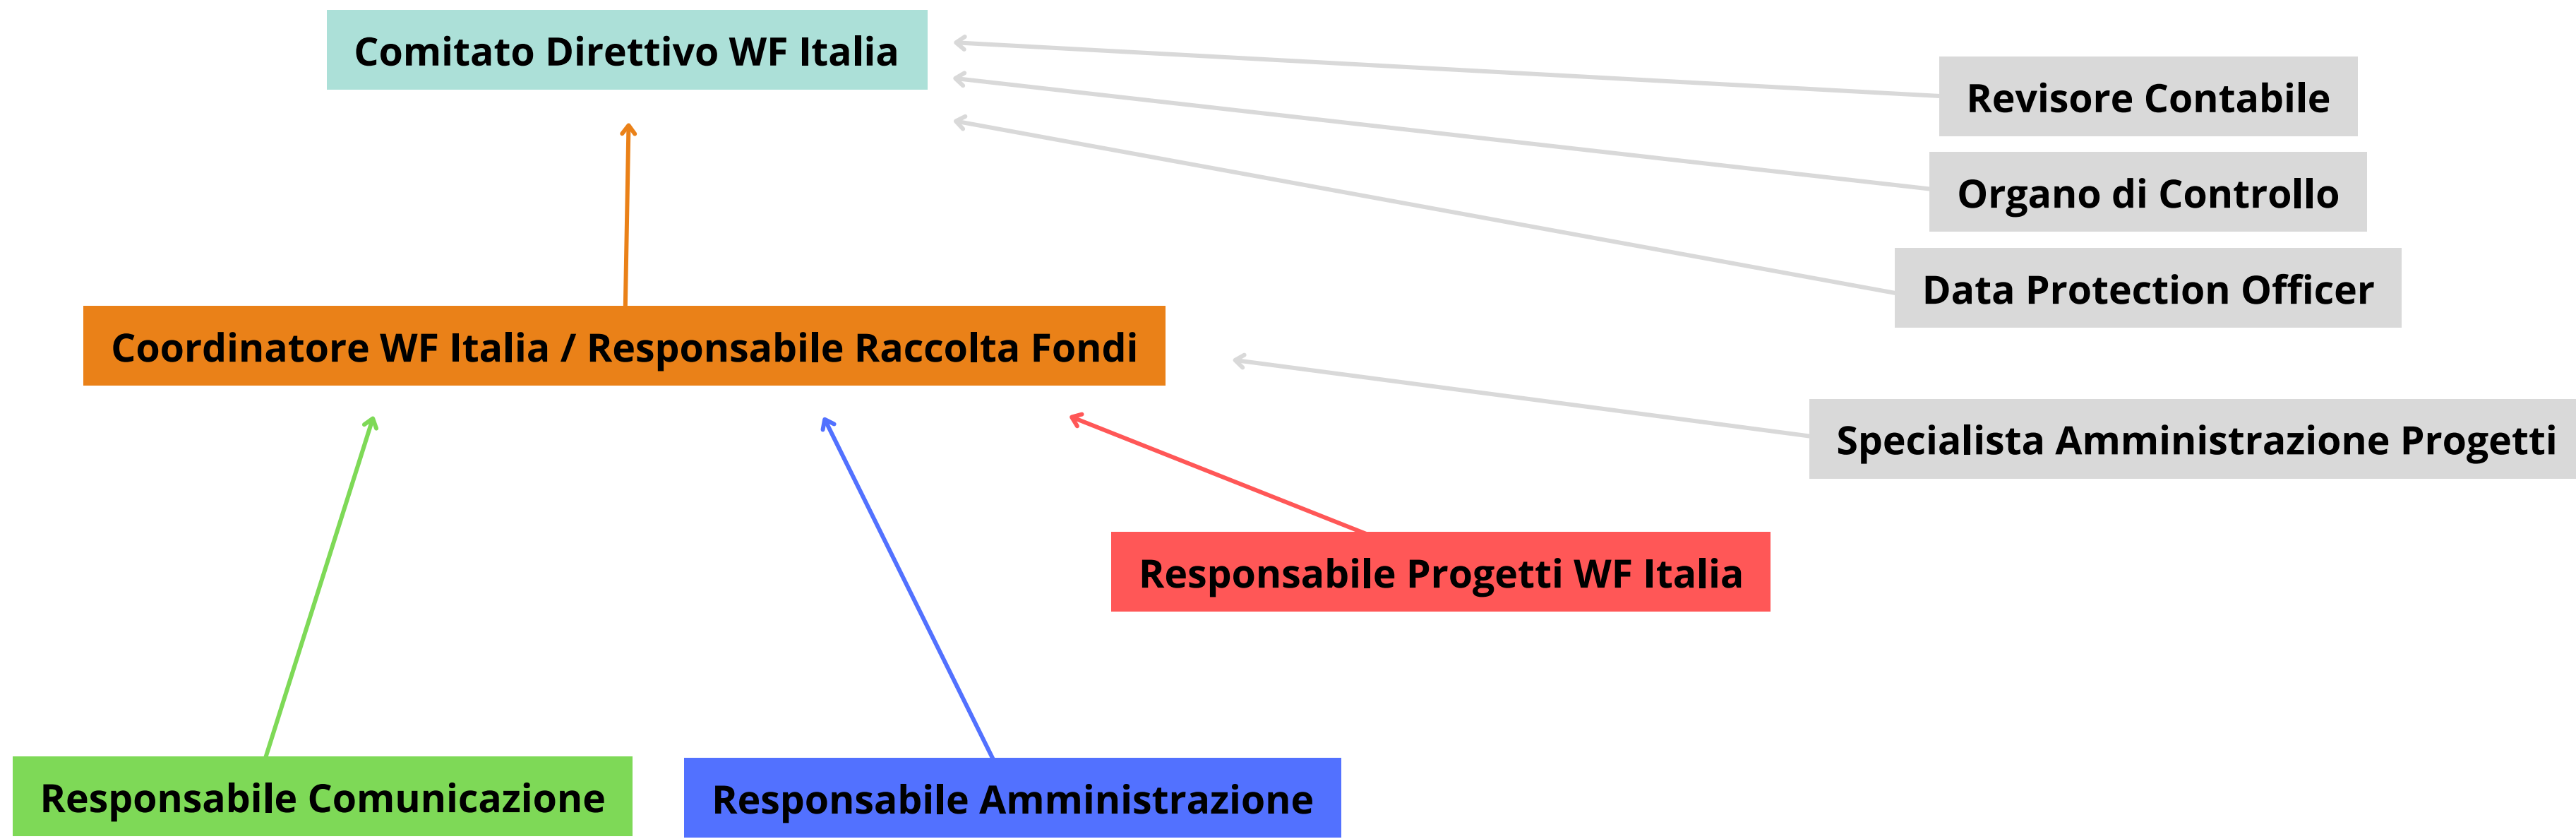 Comitato Direttivo WF Italia
Revisore Contabile
Organo di Controllo
Data Protection Officer
Coordinatore WF Italia / Responsabile Raccolta Fondi
Specialista Amministrazione Progetti
Responsabile Progetti WF Italia
Responsabile Comunicazione
Responsabile Amministrazione